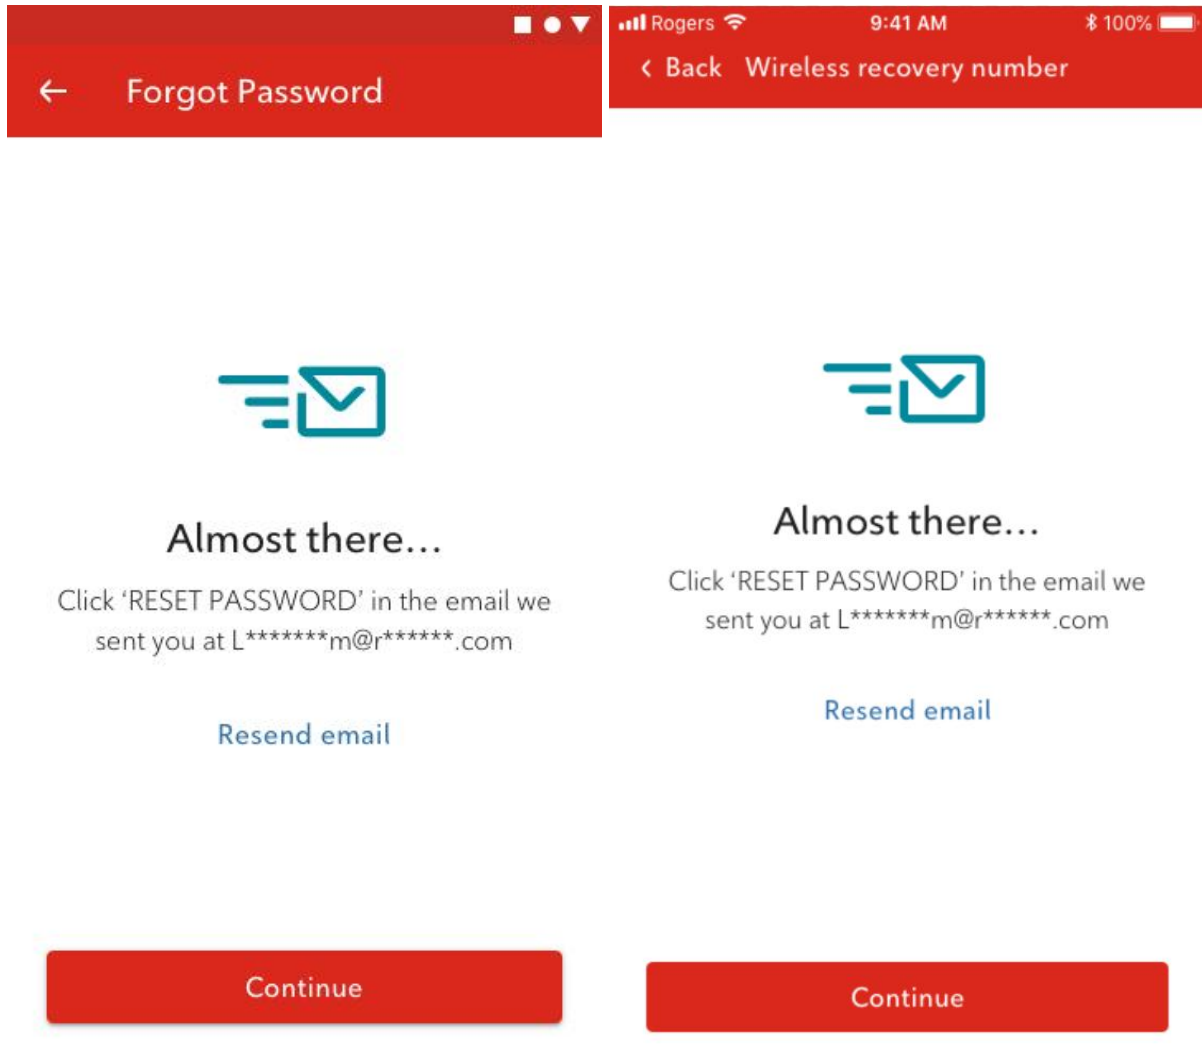 Forgot Password
Almost there...
Click ‘RESET PASSWORD’ in the email we
sent you at L*******m@r******.com
Resend email
Continue
Rogers 9:41 AM 100%
Back Wireless recovery number
Almost there...
Click ‘RESET PASSWORD’ in the email we
sent you at L*******m@r******.com
Resend email
Continue